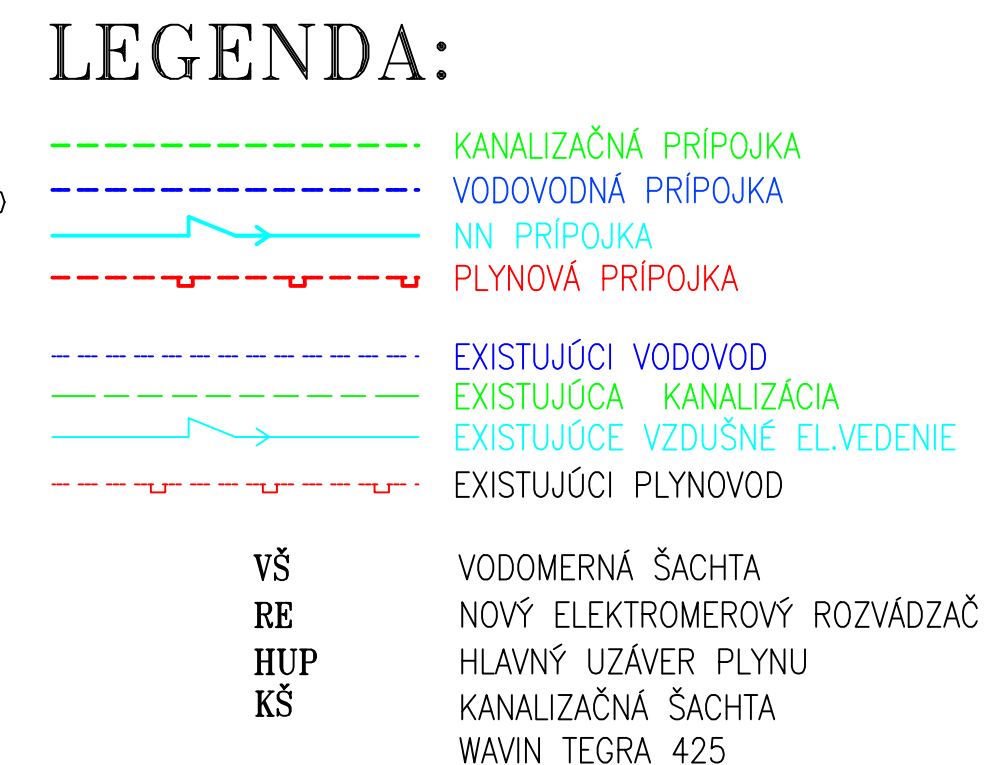 LEGENDA:
KANALIZAČNÁ PRÍPOJKA
VODOVODNÁ PRÍPOJKA
NN PRÍPOJKA
PLYNOVÁ PRÍPOJKA
EXISTUJÚCI VODOVOD
EXISTUJÚCA KANALIZÁCIA
EXISTUJÚCE VZDUŠNÉ EL.VEDENIE
EXISTUJÚCI PLYNOVOD
VŠ VODOMERNÁ ŠACHTA
RE NOVÝ ELEKTROMEROVÝ ROZVÁDZAČ
HUP HLAVNÝ UZÁVER PLYNU
KŠ KANALIZAČNÁ ŠACHTA
WAVIN TEGRA 425